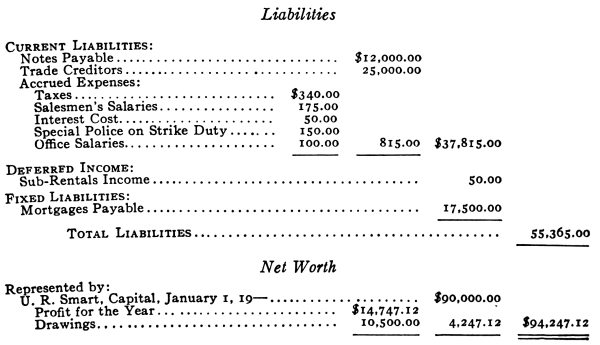 Liabilities
CURRENT LIABILITIES:
Notes Payable................................ $12,000.00
Trade Creditors............................... 25,000.00
Accrued Expenses:
Taxes........................ $340.00
Salesmen's Salaries................ 175.00
Interest Cost...................... 50.00
Special Police on Strike Duty....... 150.00
Office Salaries..................... 100.00 815.00 $37,815.00
DEFERRED INCOME:
Sub-Rentals Income....................................... 50.00
FIXED LIABILITIES:
Mortgages Payable........................................ 17,500.00
TOTAL LIABILITIES............................................. 55,365.00
Net Worth
Represented by:
U. R. Smart, Capital, January 1, 19—..................... $90,000.00
Profit for the Year........................... $14,747.12
Drawings.................................... 10,500.00 4,247.12 $94,247.12